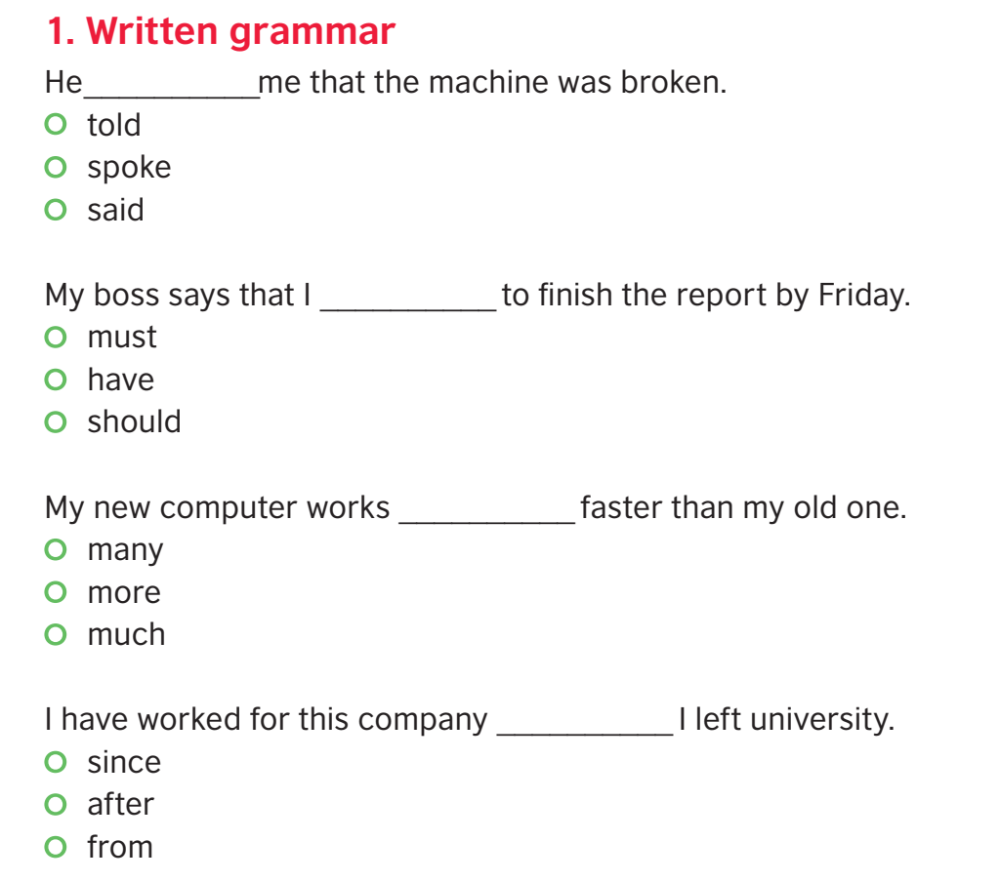 1. Written grammar
He__________me that the machine was broken.
told
spoke
said
My boss says that I __________ to finish the report by Friday.
must
have
should
My new computer works __________ faster than my old one.
many
more
much
I have worked for this company __________ I left university.
since
after
from